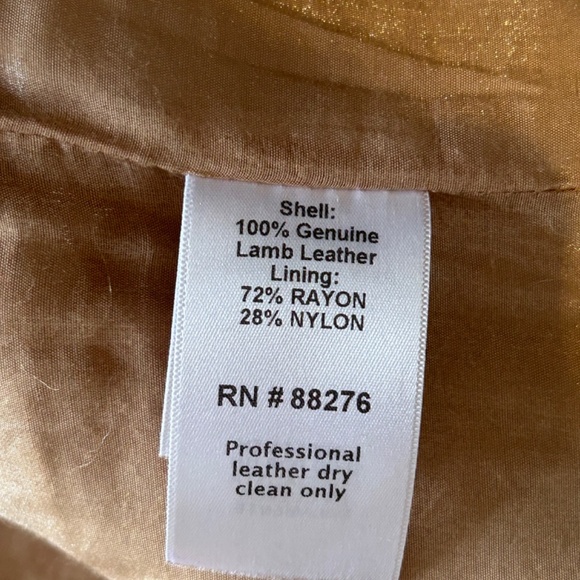 Shell:
100% Genuine
Lamb Leather
Lining:
72% RAYON
28% NYLON
RN # 88276
Professional
leather dry
clean only